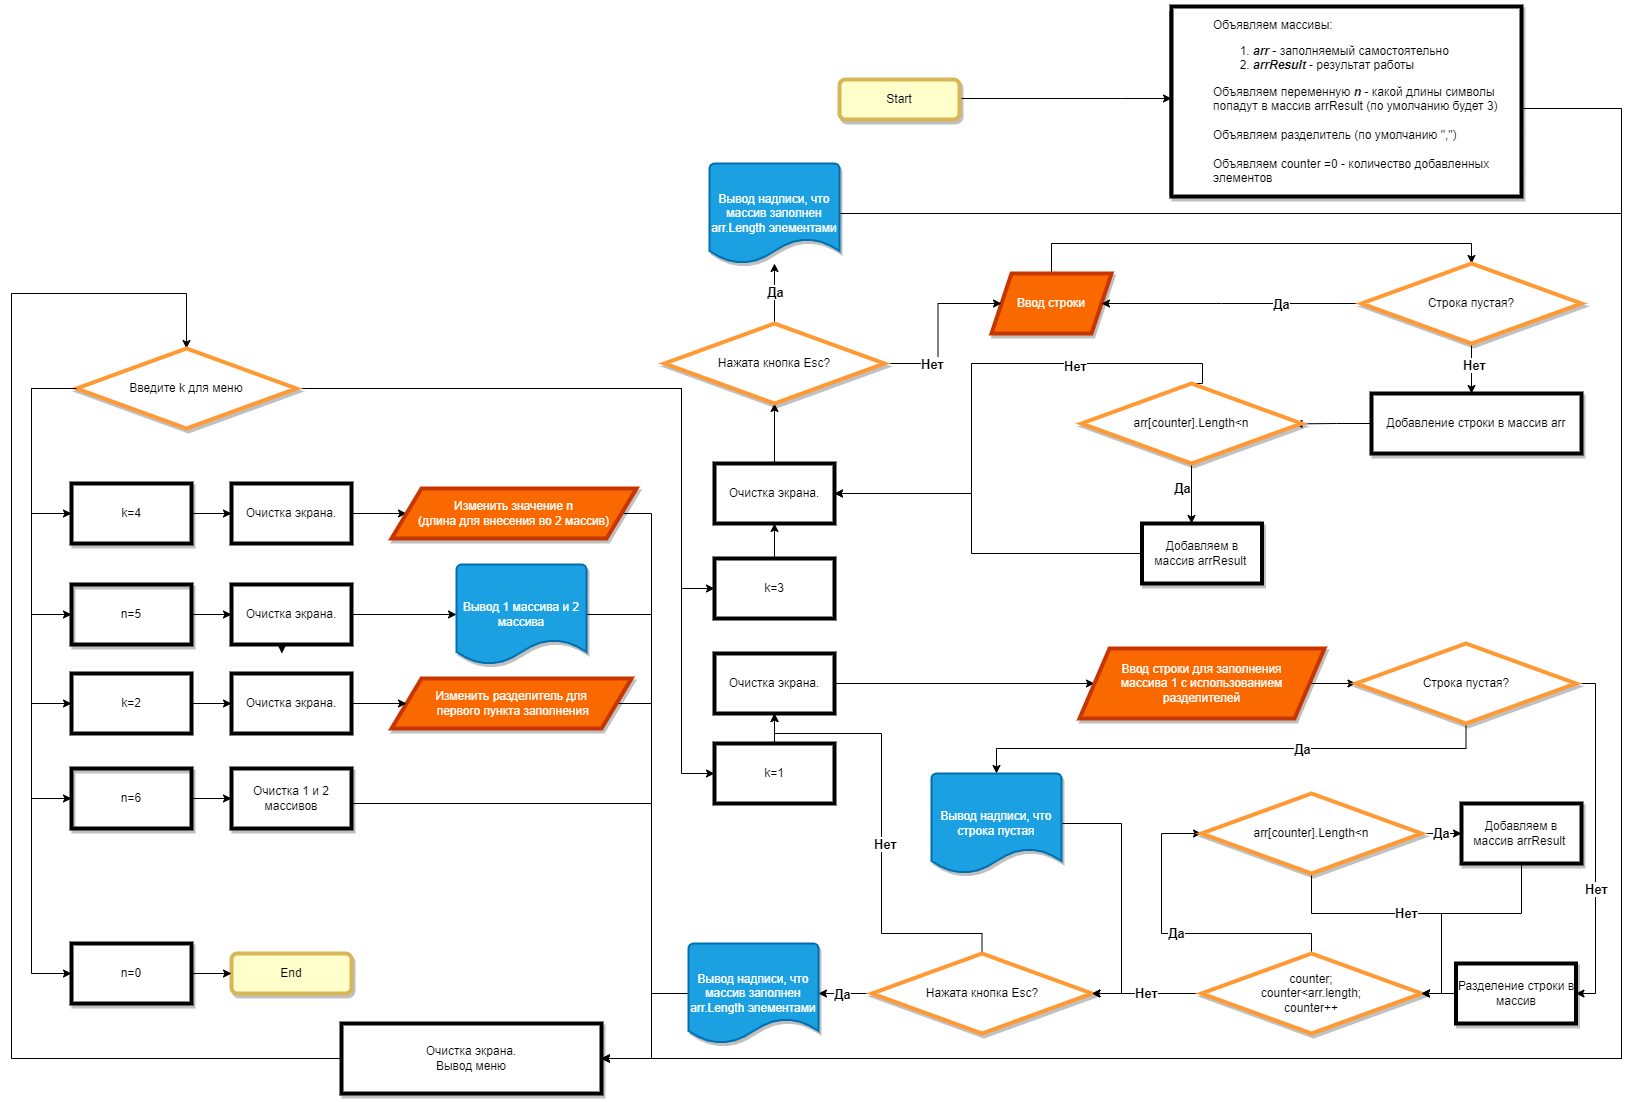 Объявляем массивы:
1. arr - заполняемый самостоятельно
2. arrResult - результат работы
Объявляем переменную n - какой длины символы
попадут в массив arrResult (по умолчанию будет 3)
Объявляем разделитель (по умолчанию ",")
Объявляем counter =0 - количество добавленных
элементов
Start
Вывод надписи, что
массив заполнен
arr.Length элементами
Да
Нажата кнопка Esc?
Нет
Ввод строки
Да
Строка пустая?
Нет
Добавление строки в массив arr
Нет
arr[counter].Length<n
Да
Добавляем в
массив arrResult
Очистка экрана.
k=3
Введите k для меню
k=4
Очистка экрана.
Изменить значение n
(длина для внесения во 2 массив)
n=5
Очистка экрана.
Вывод 1 массива и 2
массива
k=2
Очистка экрана.
Изменить разделитель для
первого пункта заполнения
n=6
Очистка 1 и 2
массивов
n=0
End
Очистка экрана.
Вывод меню
Очистка экрана.
k=1
Ввод строки для заполнения
массива 1 с использованием
разделителей
Строка пустая?
Да
Вывод надписи, что
строка пустая
Нет
arr[counter].Length<n
Да
Добавляем в
массив arrResult
Нет
Нет
Да
counter;
counter<arr.length;
counter++
Разделение строки в
массив
Нет
Нажата кнопка Esc?
Да
Вывод надписи, что
массив заполнен
arr.Length элементами